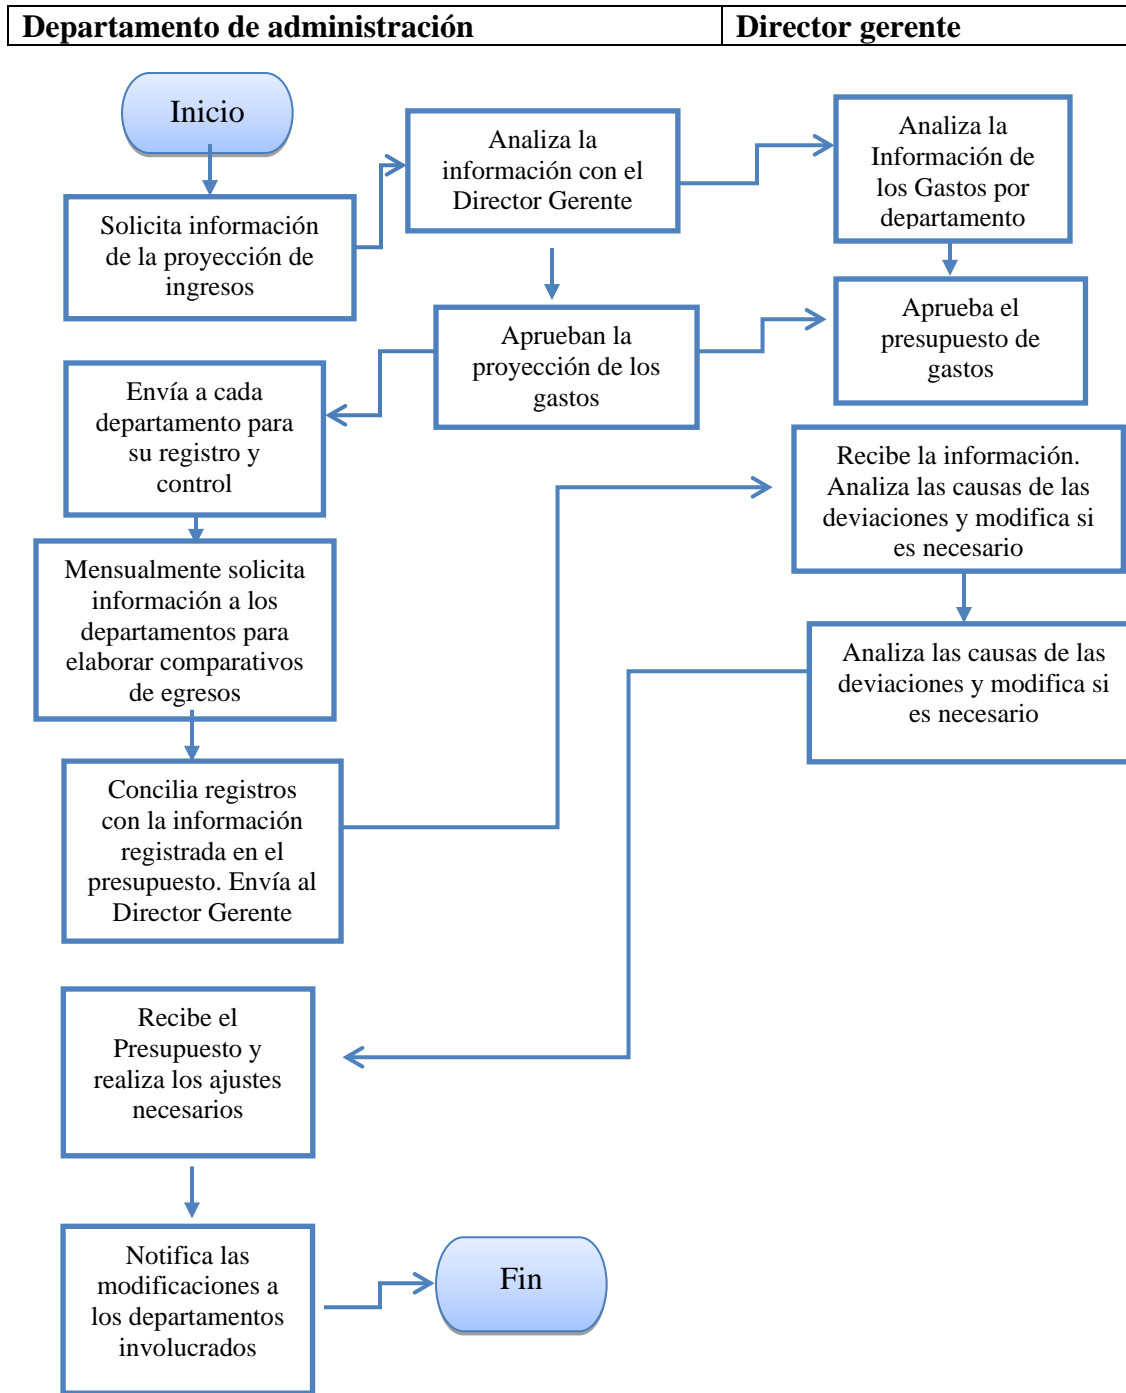 Departamento de administración
Director gerente
Inicio
Solicita información
de la proyección de
ingresos
Analiza la
información con el
Director Gerente
Analiza la
Información de
los Gastos por
departamento
Aprueban la
proyección de los
gastos
Aprueba el
presupuesto de
gastos
Envía a cada
departamento para
su registro y
control
Mensualmente solicita
información a los
departamentos para
elaborar comparativos
de egresos
Concilia registros
con la información
registrada en el
presupuesto. Envía al
Director Gerente
Recibe la información.
Analiza las causas de las
deviaciones y modifica si
es necesario
Analiza las causas de las
deviaciones y modifica si
es necesario
Recibe el
Presupuesto y
realiza los ajustes
necesarios
Notifica las
modificaciones a
los departamentos
involucrados
Fin